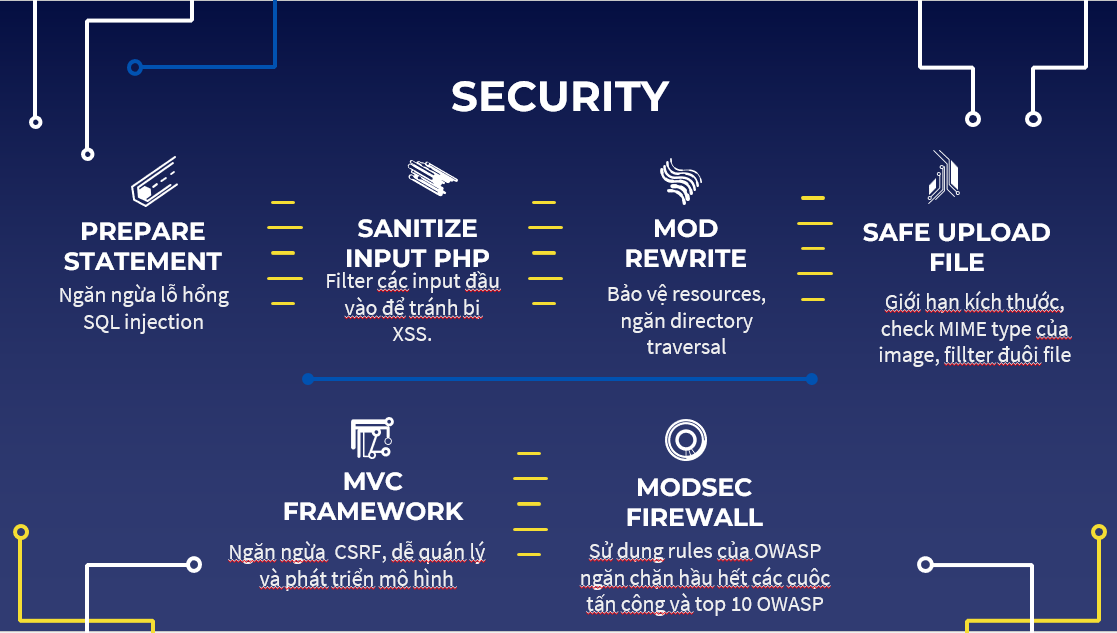 SECURITY
PREPARE
STATEMENT
Ngăn ngừa lỗ hổng
SQL injection
SANITIZE
INPUT PHP
Filter các input đầu
vào để tránh bị
XSS.
MOD
REWRITE
Bảo vệ resources,
ngăn directory
traversal
SAFE UPLOAD
FILE
Giới hạn kích thước,
check MIME type của
image, fillter đuôi file
MVC
FRAMEWORK
Ngăn ngừa  CSRF, dễ quán lý
và phát triển mô hình
MODSEC
FIREWALL
Sử dụng rules của OWASP
ngăn chặn hầu hết các cuộc
tấn công và top 10 OWASP